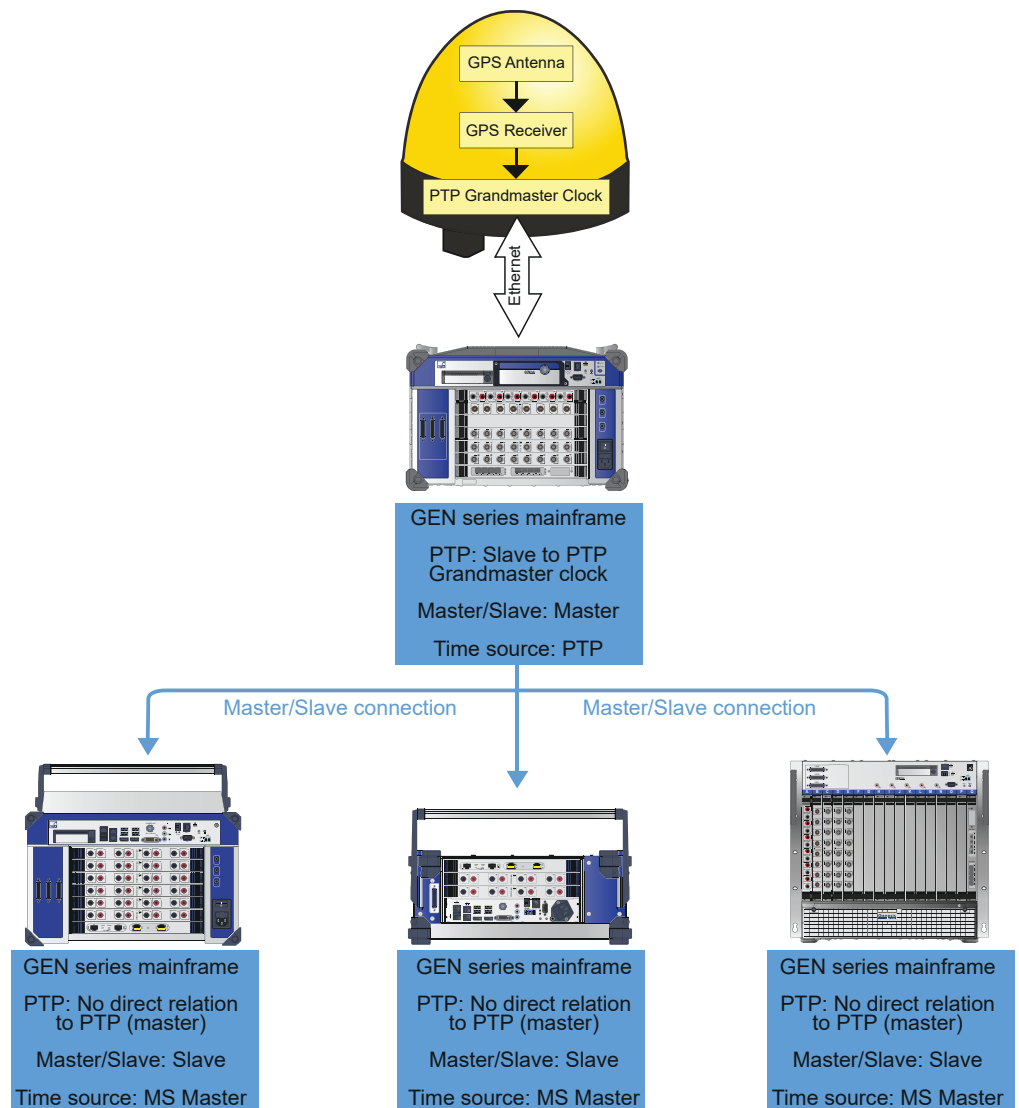 GPS Antenna
GPS Receiver
PTP Grandmaster Clock
Ethernet
GEN series mainframe
PTP: Slave to PTP
Grandmaster clock
Master/Slave: Master
Time source: PTP
Master/Slave connection
Master/Slave connection
GEN series mainframe
PTP: No direct relation
to PTP (master)
Master/Slave: Slave
Time source: MS Master
GEN series mainframe
PTP: No direct relation
to PTP (master)
Master/Slave: Slave
Time source: MS Master
GEN series mainframe
PTP: No direct relation
to PTP (master)
Master/Slave: Slave
Time source: MS Master